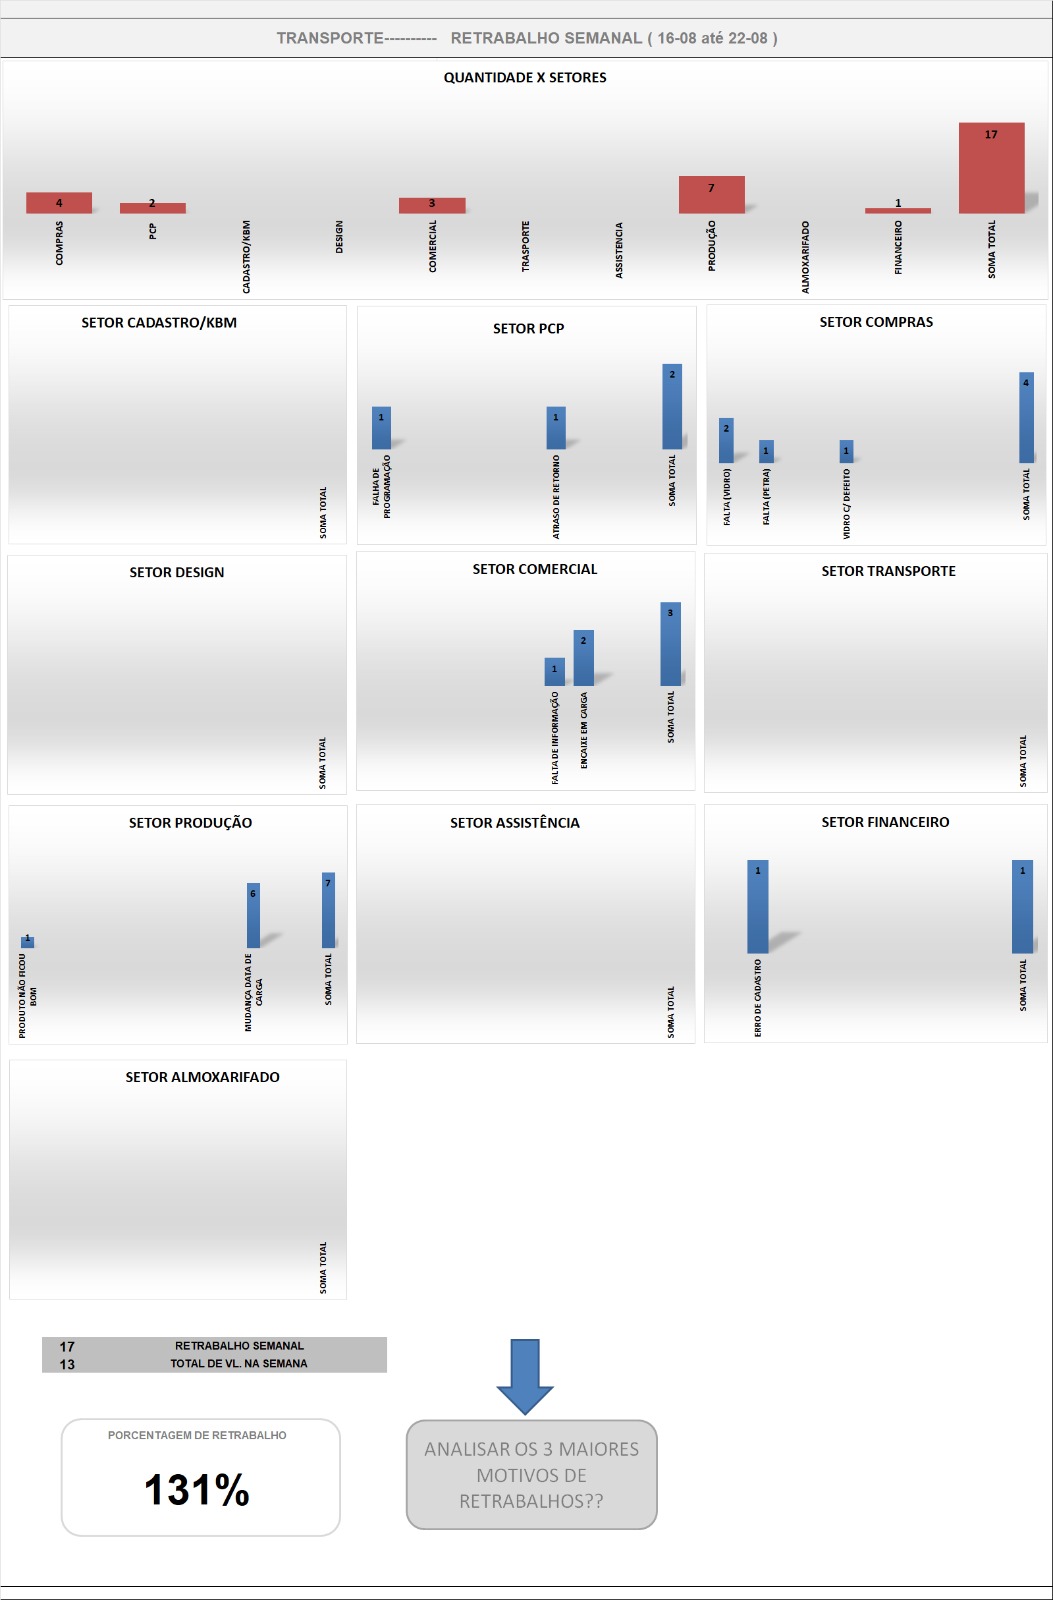 TRANSPORTE---------- RETRABALHO SEMANAL ( 16-08 até 22-08 )
QUANTIDADE X SETORES
4
2
3
7
1
17
COMPRAS
PCP
CADASTRO/KBM
DESIGN
COMERCIAL
TRASPORTE
ASSISTENCIA
PRODUÇÃO
ALMOXARIFADO
FINANCEIRO
SOMA TOTAL
SETOR CADASTRO/KBM
SOMA TOTAL
SETOR PCP
1
1
2
FALHA DE
PROGRAMAÇÃO
ATRASO DE RETORNO
SOMA TOTAL
SETOR COMPRAS
2
1
1
4
FALTA (VIDRO)
FALTA (PETRA)
VIDRO C/ DEFEITO
SOMA TOTAL
SETOR DESIGN
SOMA TOTAL
SETOR COMERCIAL
1
2
3
FALTA DE INFORMAÇÃO
ENCAIXE EM CARGA
SOMA TOTAL
SETOR TRANSPORTE
SOMA TOTAL
SETOR PRODUÇÃO
1
6
7
PRODUTO NÃO FICOU
BOM
MUDANÇA DATA DE
CARGA
SOMA TOTAL
SETOR ASSISTÊNCIA
SOMA TOTAL
SETOR FINANCEIRO
1
1
ERRO DE CADASTRO
SOMA TOTAL
SETOR ALMOXARIFADO
SOMA TOTAL
17 RETRABALHO SEMANAL
13 TOTAL DE VL. NA SEMANA
PORCENTAGEM DE RETRABALHO
131%
ANALISAR OS 3 MAIORES
MOTIVOS DE
RETRABALHOS??